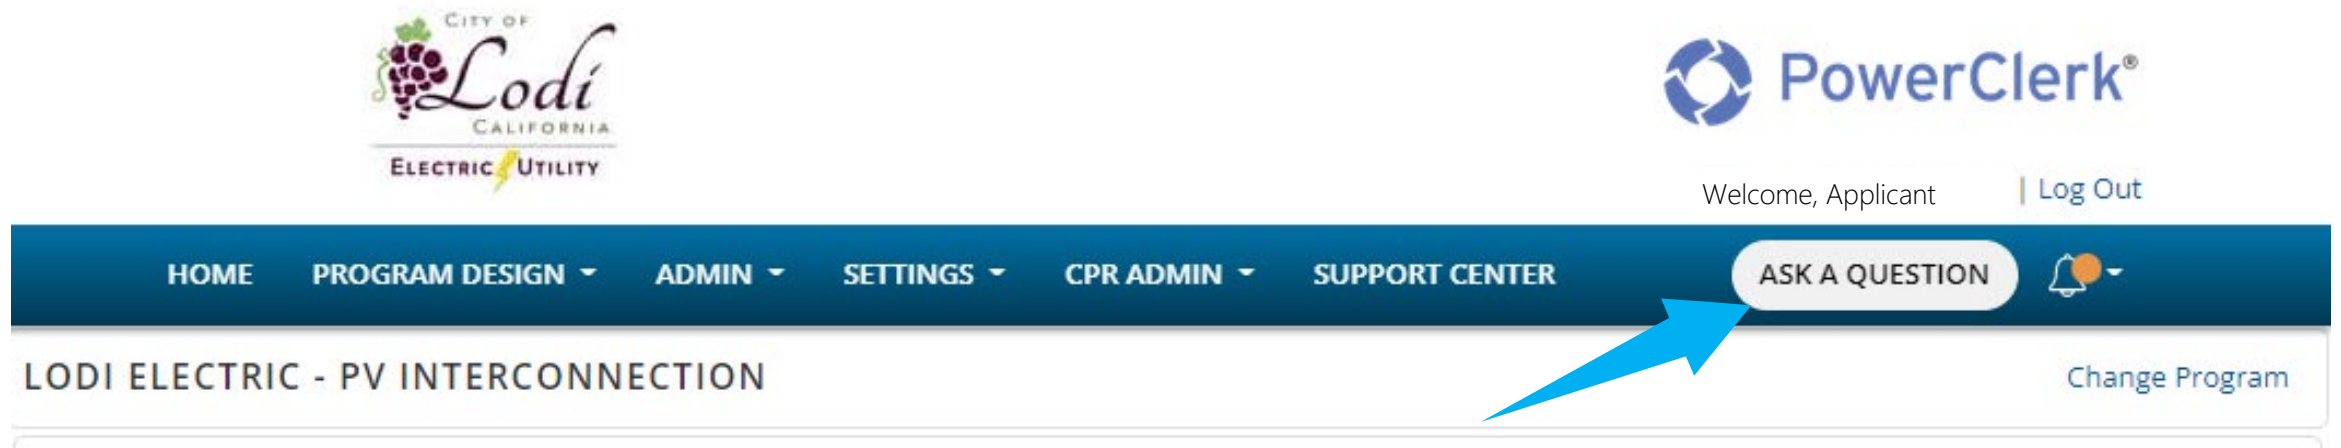 CITY OF
Lodi
CALIFORNIA
ELECTRIC UTILITY
PowerClerk®
Welcome, Applicant | Log Out
HOME PROGRAM DESIGN ADMIN SETTINGS CPR ADMIN SUPPORT CENTER ASK A QUESTION
LODI ELECTRIC - PV INTERCONNECTION Change Program